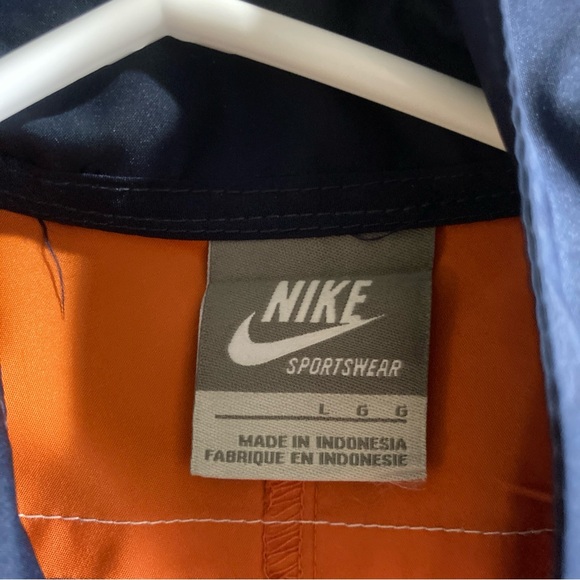 NIKE
SPORTSWEAR
L G G
MADE IN INDONESIA
FABRIQUE EN INDONESIE